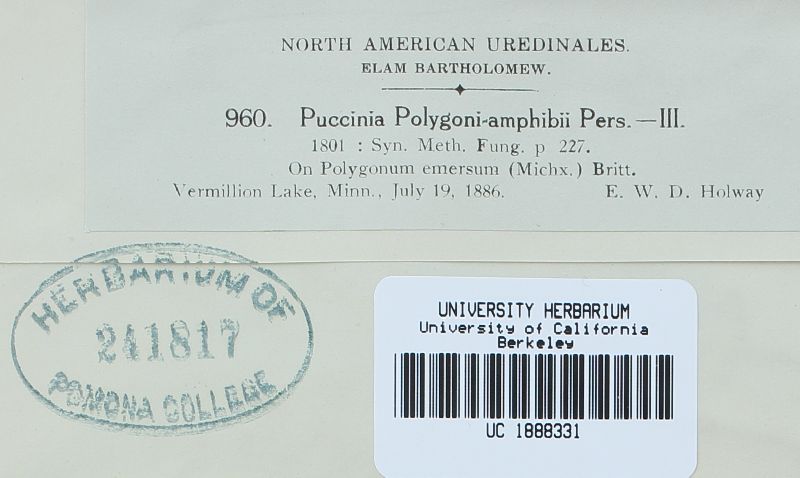 NORTH AMERICAN UREDINALES.
ELAM BARTHOLOMEW.
960. Puccinia Polygoni-amphibii Pers.—III.
1801 : Syn. Meth. Fung. p 227.
On Polygonum emersum (Michx.) Britt.
Vermillion Lake, Minn., July 19, 1886. E. W. D. Holway
HERBARIUM OF
241817
POMONA COLLEGE
UNIVERSITY HERBARIUM
University of California
Berkeley
UC 1888331